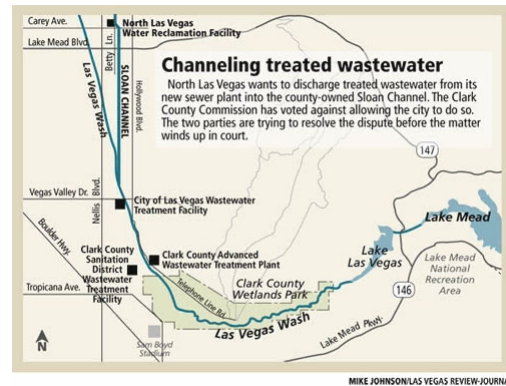 Carey Ave.
North Las Vegas
Water Reclamation Facility
Lake Mead Blvd.
Betty Ln.
SLOAN CHANNEL
Hollywood Blvd.
Las Vegas Wash
Channeling treated wastewater
North Las Vegas wants to discharge treated wastewater from its
new sewer plant into the county-owned Sloan Channel. The Clark
County Commission has voted against allowing the city to do so.
The two parties are trying to resolve the dispute before the matter
winds up in court.
147
Vegas Valley Dr.
Nellis Blvd.
City of Las Vegas Wastewater
Treatment Facility
Boulder Hwy.
Lake Mead
Clark County
Sanitation
District
Wastewater
Treatment
Facility
Clark County Advanced
Wastewater Treatment Plant
Lake
Las Vegas
Lake Mead
National
Recreation
Area
Tropicana Ave.
Telephone Line Rd.
Clark County
Wetlands Park
146
Las Vegas Wash
Lake Mead Pkwy.
N
Sam Boyd
Stadium
MIKE JOHNSON/LAS VEGAS REVIEW-JOURNA